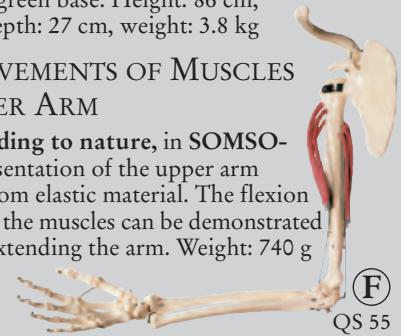 green base. Height: 86 cm,
depth: 27 cm, weight: 3.8 kg
VEMENTS OF MUSCLES
ER ARM
ding to nature, in SOMSO-
sentation of the upper arm
om elastic material. The flexion
the muscles can be demonstrated
xtending the arm. Weight: 740 g
F
QS 55